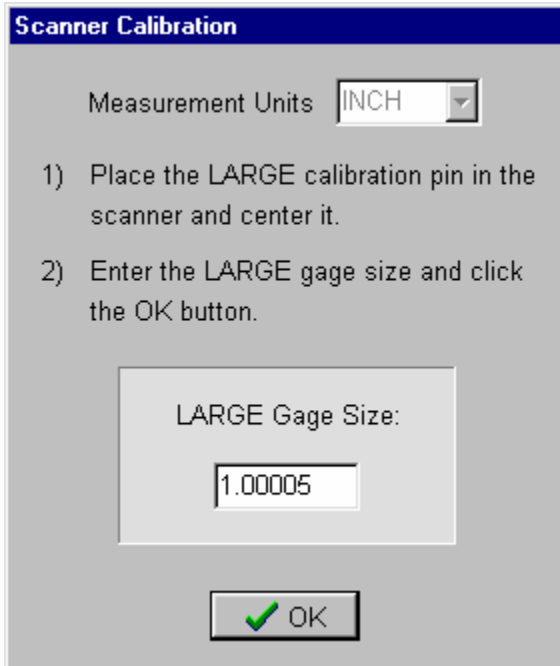 Scanner Calibration
Measurement Units INCH
1) Place the LARGE calibration pin in the
scanner and center it.
2) Enter the LARGE gage size and click
the OK button.
LARGE Gage Size:
1.00005
OK